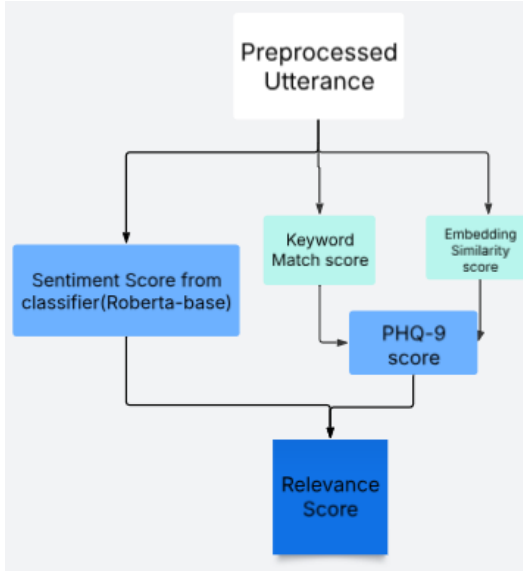 Preprocessed
Utterance
Sentiment Score from
classifier(Roberta-base)
Keyword
Match score
Embedding
Similarity
score
PHQ-9
score
Relevance
Score